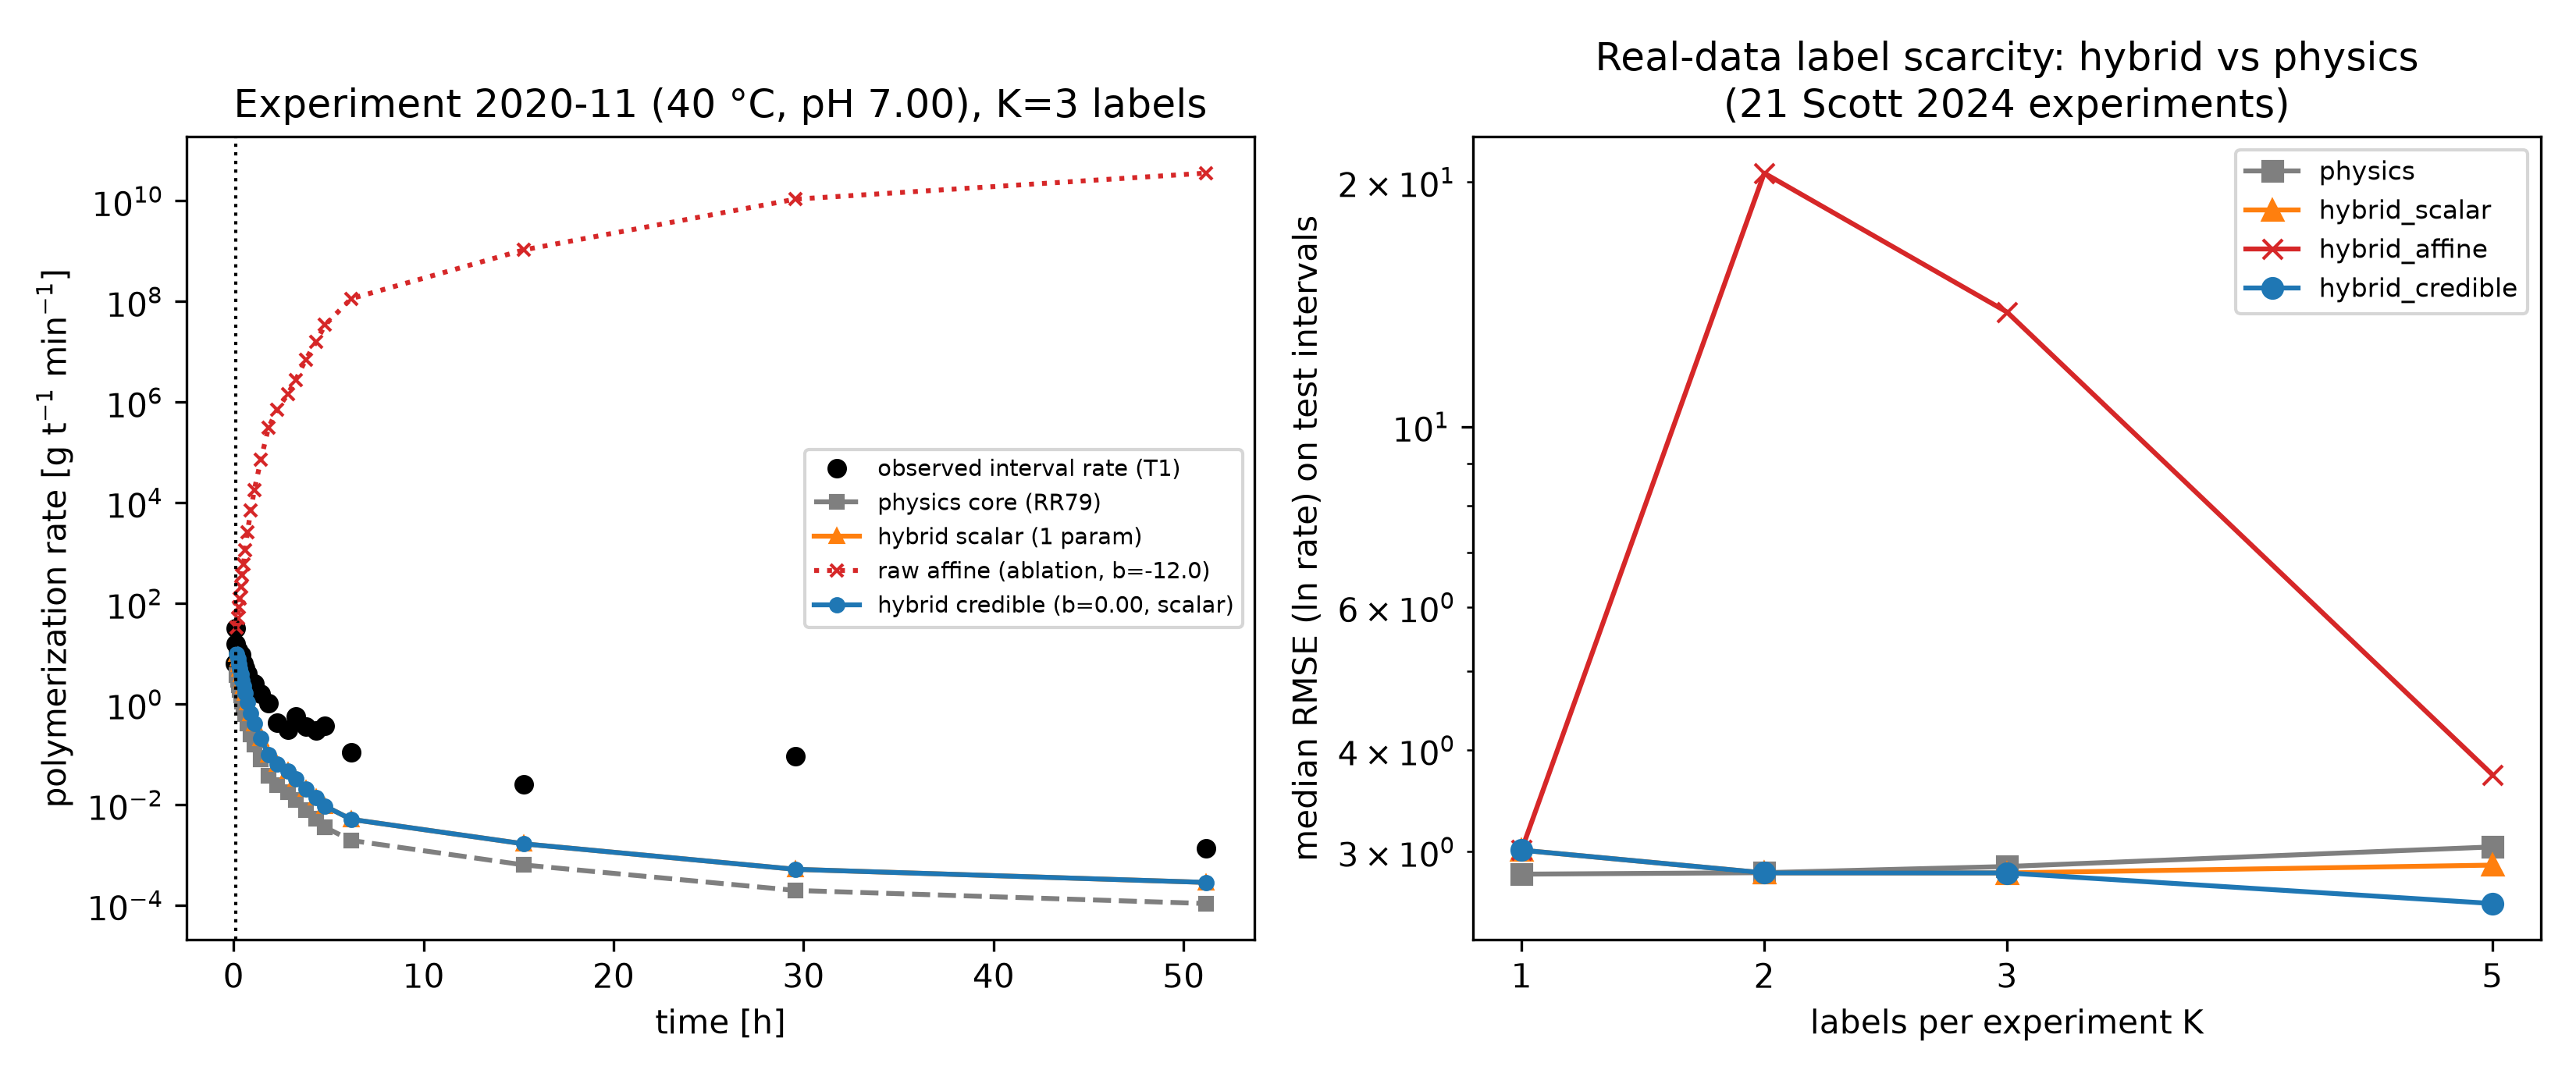 Experiment 2020-11 (40 °C, pH 7.00), K=3 labels
polymerization rate [g t⁻¹ min⁻¹]
10¹⁰
10⁸
10⁶
10⁴
10²
10⁰
10⁻²
10⁻⁴
observed interval rate (T1)
physics core (RR79)
hybrid scalar (1 param)
raw affine (ablation, b=-12.0)
hybrid credible (b=0.00, scalar)
0
10
20
30
40
50
time [h]
Real-data label scarcity: hybrid vs physics
(21 Scott 2024 experiments)
median RMSE (ln rate) on test intervals
2 × 10¹
10¹
6 × 10⁰
4 × 10⁰
3 × 10⁰
physics
hybrid_scalar
hybrid_affine
hybrid_credible
1
2
3
5
labels per experiment K